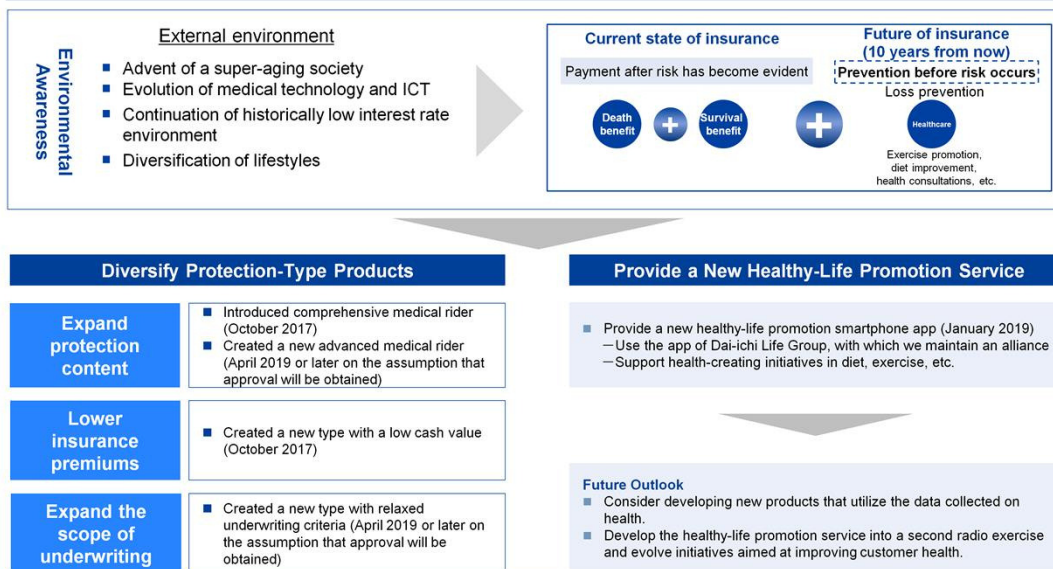 Environmental
Awareness
External environment
■ Advent of a super-aging society
■ Evolution of medical technology and ICT
■ Continuation of historically low interest rate
environment
■ Diversification of lifestyles
Current state of insurance
Payment after risk has become evident
Death
benefit
+
Survival
benefit
+
Future of insurance
(10 years from now)
Prevention before risk occurs
Loss prevention
Healthcare
Exercise promotion,
diet improvement,
health consultations, etc.
Diversify Protection-Type Products
Expand
protection
content
■ Introduced comprehensive medical rider
(October 2017)
■ Created a new advanced medical rider
(April 2019 or later on the assumption that
approval will be obtained)
Lower
insurance
premiums
■ Created a new type with a low cash value
(October 2017)
Expand the
scope of
underwriting
■ Created a new type with relaxed
underwriting criteria (April 2019 or later on
the assumption that approval will be
obtained)
Provide a New Healthy-Life Promotion Service
■ Provide a new healthy-life promotion smartphone app (January 2019)
－Use the app of Dai-ichi Life Group, with which we maintain an alliance
－Support health-creating initiatives in diet, exercise, etc.
Future Outlook
■ Consider developing new products that utilize the data collected on
health.
■ Develop the healthy-life promotion service into a second radio exercise
and evolve initiatives aimed at improving customer health.